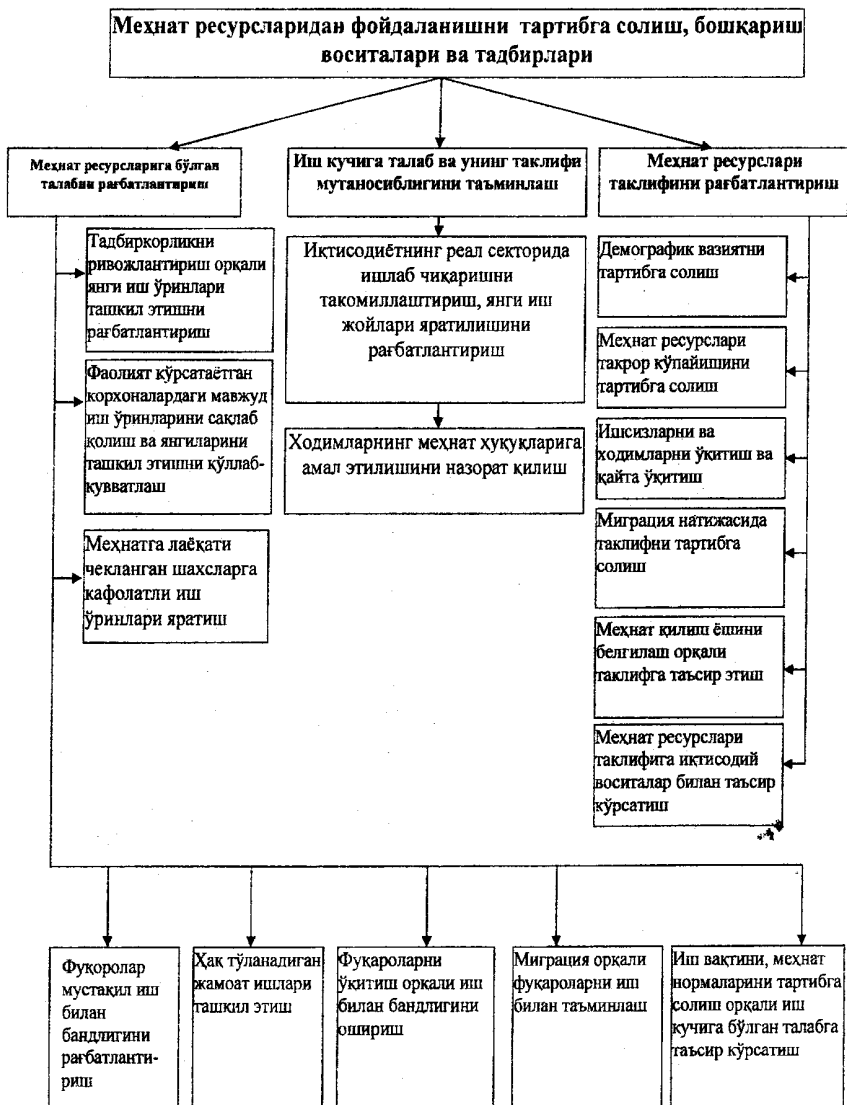 Меҳнат ресурсларидан фойдаланишни тартибга солиш, бошқариш
воситалари ва тадбирлари
Меҳнат ресурсларига бўлган
талабни рағбатлантириш
Иш кучига талаб ва унинг таклифи
мутаносиблигини таъминлаш
Меҳнат ресурслари
таклифини рағбатлантириш
Тадбиркорликни
ривожлантириш орқали
янги иш ўринлари
ташкил этишни
рағбатлантириш
Фаолият кўрсатаётган
корхоналардаги мавжуд
иш ўринларини сақлаб
қолиш ва янгиларини
ташкил этишни қўллаб-
қувватлаш
Меҳнатга лаёқати
чекланган шахсларга
кафолатли иш
ўринлари яратиш
Иқтисодиётнинг реал секторида
ишлаб чиқаришни
такомиллаштириш, янги иш
жойлари яратилишини
рағбатлантириш
Ходимларнинг меҳнат ҳуқуқларига
амал этилишини назорат қилиш
Демографик вазиятни
тартибга солиш
Меҳнат ресурслари
такрор кўпайишини
тартибга солиш
Ишсизларни ва
ходимларни ўқитиш ва
қайта ўқитиш
Миграция натижасида
таклифни тартибга
солиш
Меҳнат қилиш ёшини
белгилаш орқали
таклифга таъсир этиш
Меҳнат ресурслари
таклифига иқтисодий
воситалар билан таъсир
кўрсатиш
Фуқоролар
мустақил иш
билан
бандлигини
рағбатланти-
риш
Ҳақ тўланадиган
жамоат ишлари
ташкил этиш
Фуқароларни
ўқитиш орқали иш
билан бандлигини
ошириш
Миграция орқали
фуқароларни иш
билан таъминлаш
Иш вақтини, меҳнат
нормаларини тартибга
солиш орқали иш
кучига бўлган талабга
таъсир кўрсатиш